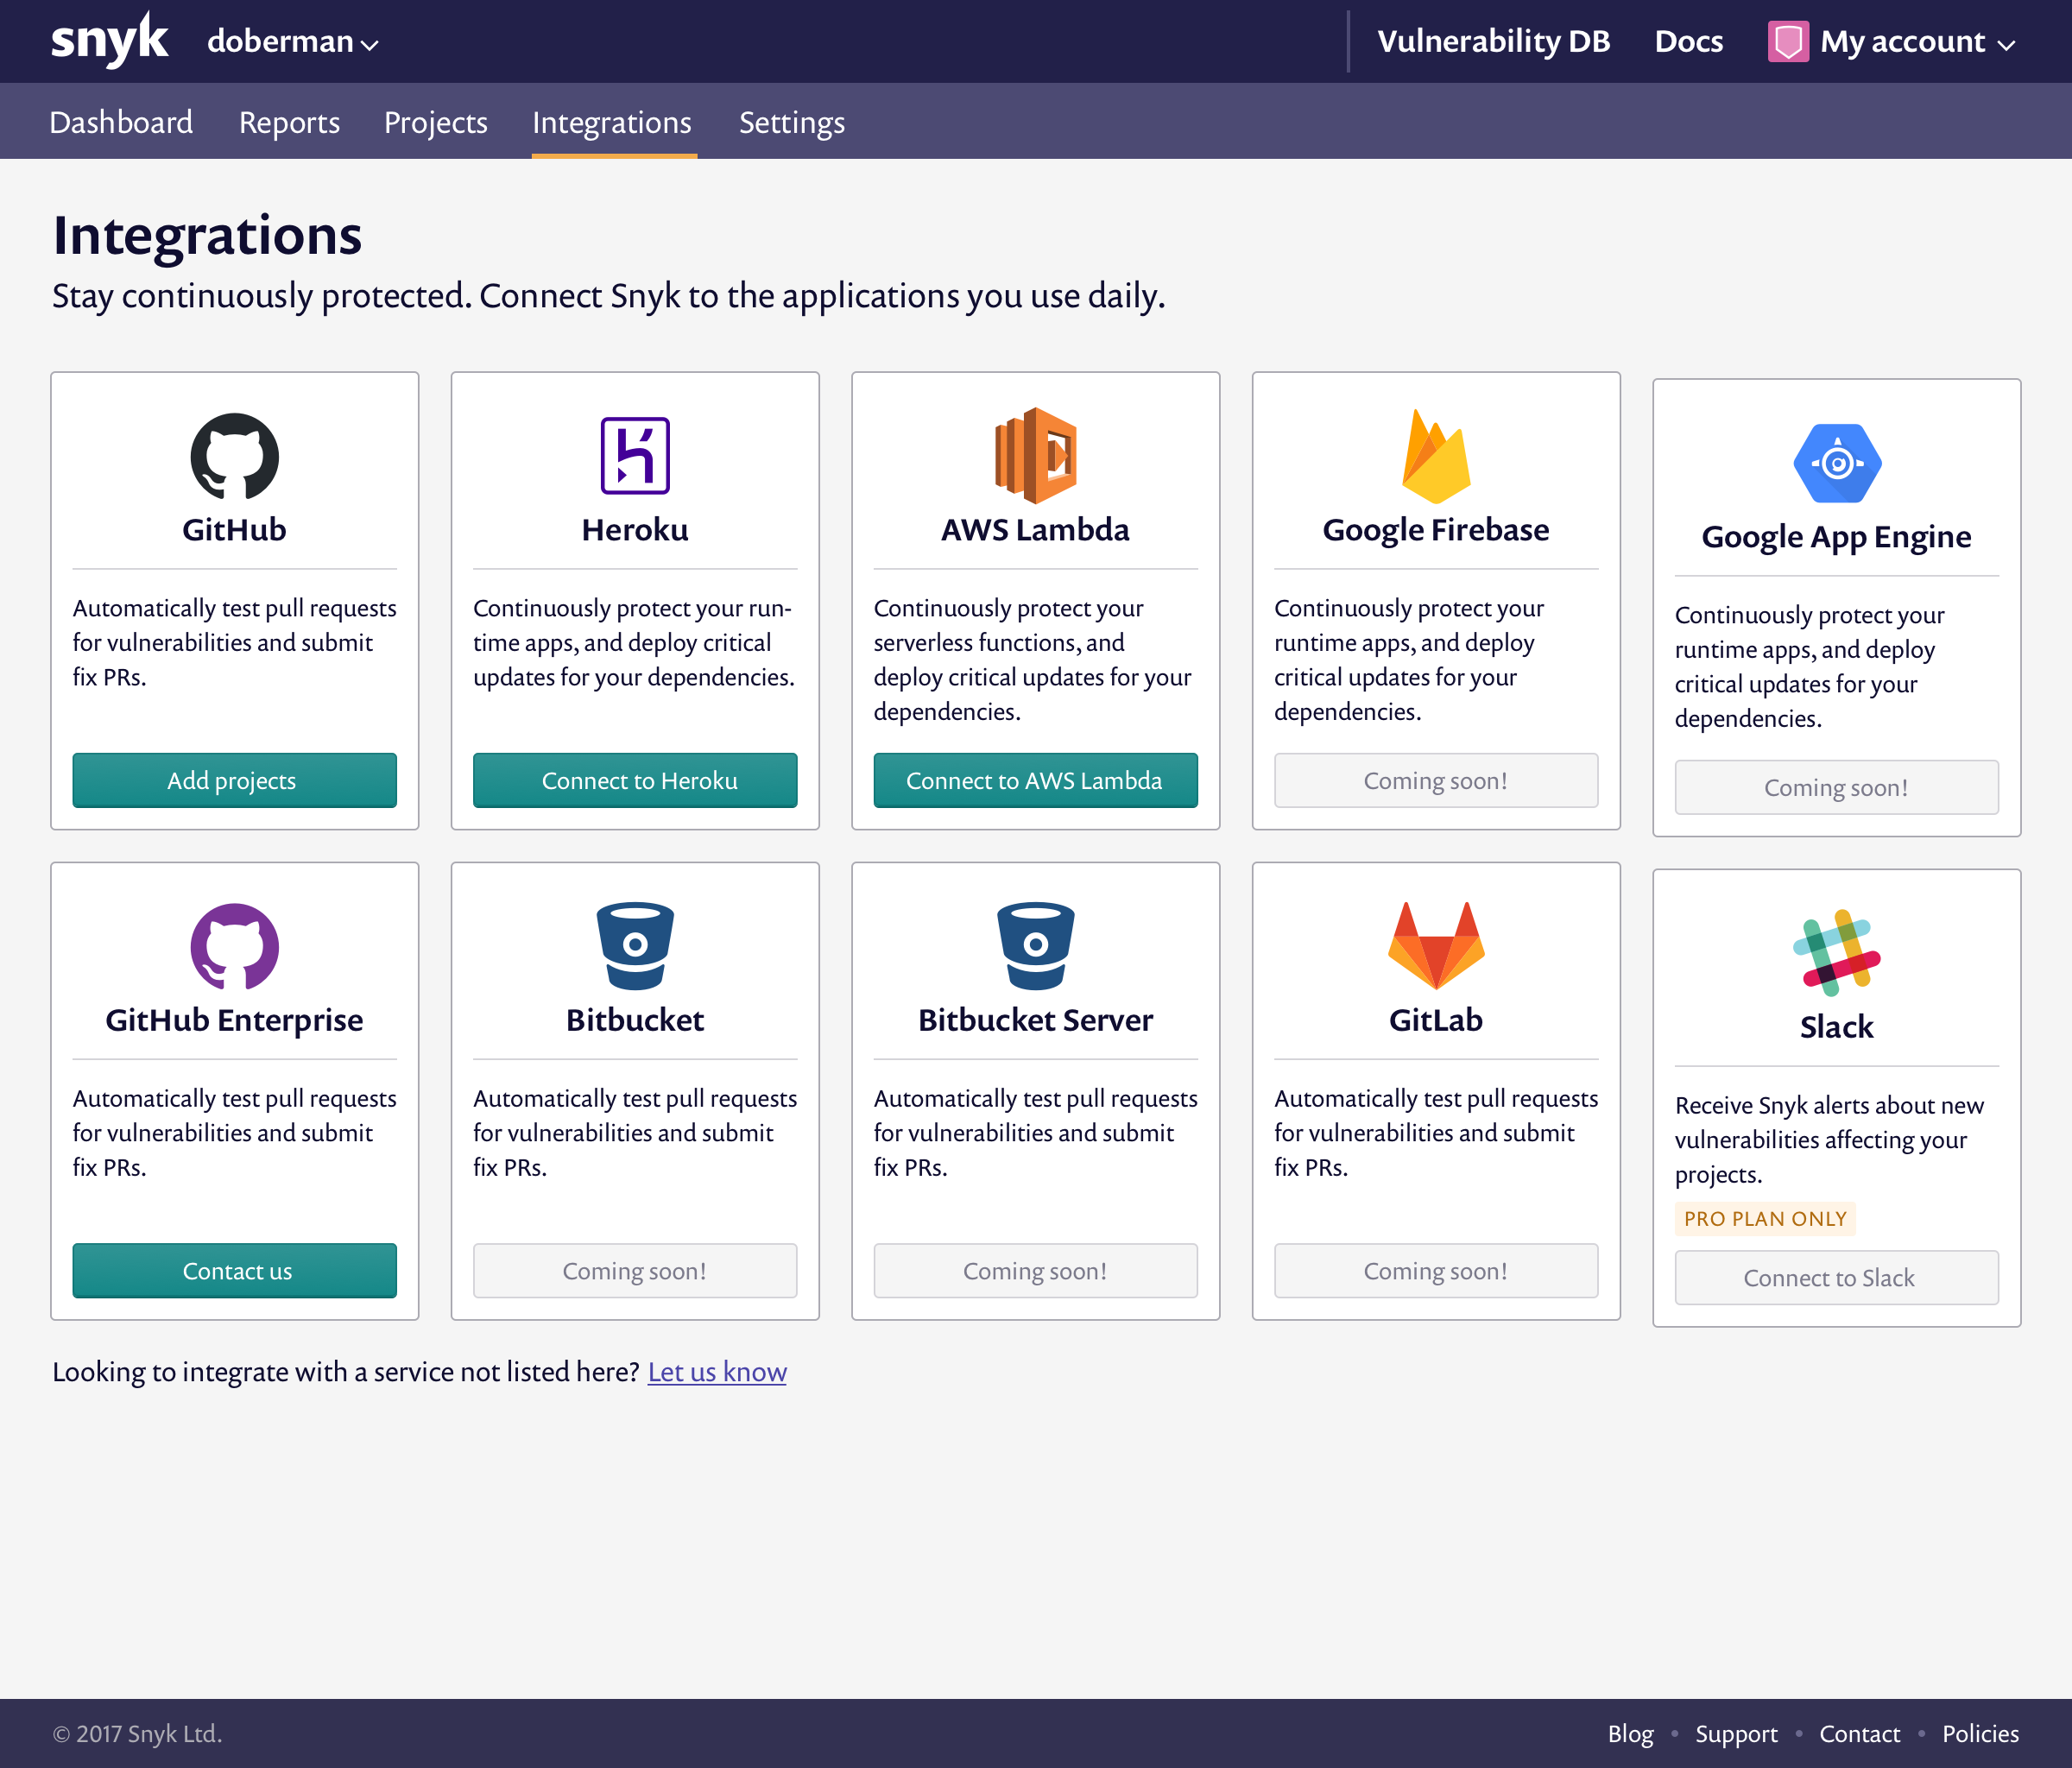 snyk doberman Vulnerability DB Docs My account
Dashboard Reports Projects Integrations Settings
Integrations
Stay continuously protected. Connect Snyk to the applications you use daily.
GitHub
Automatically test pull requests
for vulnerabilities and submit
fix PRs.
Add projects
Heroku
Continuously protect your run-
time apps, and deploy critical
updates for your dependencies.
Connect to Heroku
AWS Lambda
Continuously protect your
serverless functions, and
deploy critical updates for your
dependencies.
Connect to AWS Lambda
Google Firebase
Continuously protect your
runtime apps, and deploy
critical updates for your
dependencies.
Coming soon!
Google App Engine
Continuously protect your
runtime apps, and deploy
critical updates for your
dependencies.
Coming soon!
GitHub Enterprise
Automatically test pull requests
for vulnerabilities and submit
fix PRs.
Contact us
Bitbucket
Automatically test pull requests
for vulnerabilities and submit
fix PRs.
Coming soon!
Bitbucket Server
Automatically test pull requests
for vulnerabilities and submit
fix PRs.
Coming soon!
GitLab
Automatically test pull requests
for vulnerabilities and submit
fix PRs.
Coming soon!
Slack
Receive Snyk alerts about new
vulnerabilities affecting your
projects.
PRO PLAN ONLY
Connect to Slack
Looking to integrate with a service not listed here? Let us know
© 2017 Snyk Ltd. Blog • Support • Contact • Policies